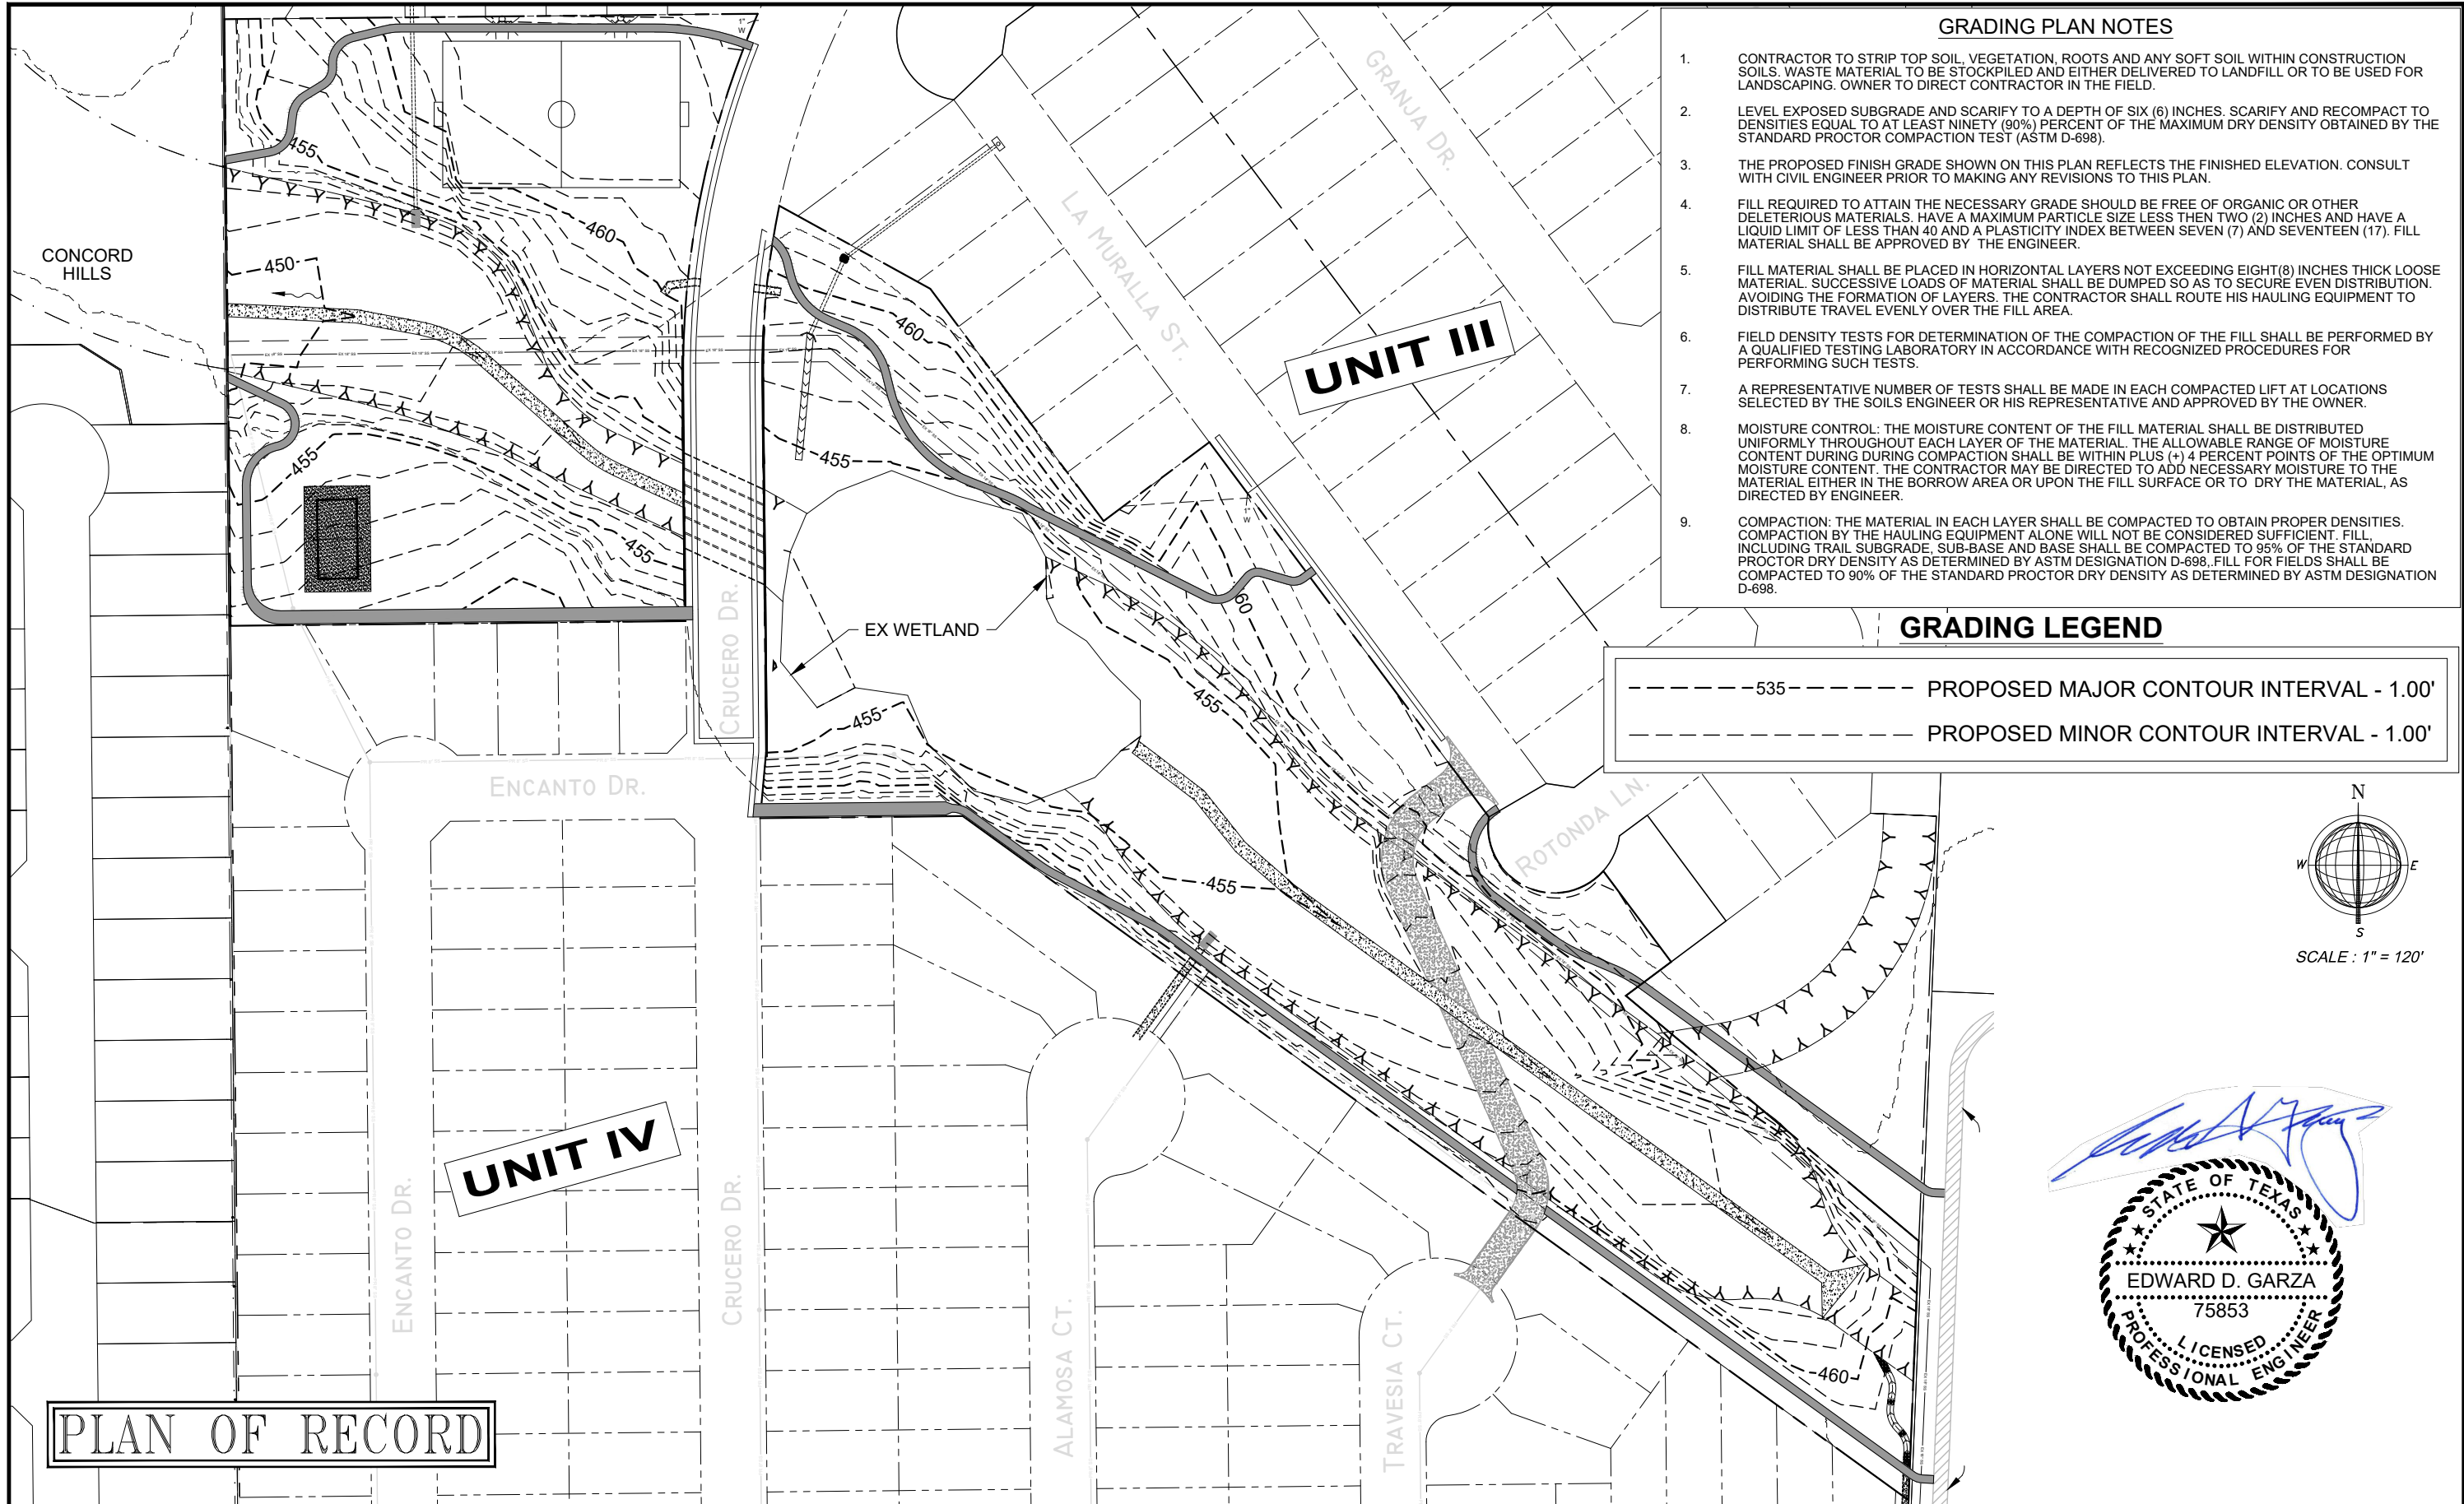 GRADING PLAN NOTES
1. CONTRACTOR TO STRIP TOP SOIL, VEGETATION, ROOTS AND ANY SOFT SOIL WITHIN CONSTRUCTION
SOILS. WASTE MATERIAL TO BE STOCKPILED AND EITHER DELIVERED TO LANDFILL OR TO BE USED FOR
LANDSCAPING. OWNER TO DIRECT CONTRACTOR IN THE FIELD.
2. LEVEL EXPOSED SUBGRADE AND SCARIFY TO A DEPTH OF SIX (6) INCHES. SCARIFY AND RECOMPACT TO
DENSITIES EQUAL TO AT LEAST NINETY (90%) PERCENT OF THE MAXIMUM DRY DENSITY OBTAINED BY THE
STANDARD PROCTOR COMPACTION TEST (ASTM D-698).
3. THE PROPOSED FINISH GRADE SHOWN ON THIS PLAN REFLECTS THE FINISHED ELEVATION. CONSULT
WITH CIVIL ENGINEER PRIOR TO MAKING ANY REVISIONS TO THIS PLAN.
4. FILL REQUIRED TO ATTAIN THE NECESSARY GRADE SHOULD BE FREE OF ORGANIC OR OTHER
DELETERIOUS MATERIALS. HAVE A MAXIMUM PARTICLE SIZE LESS THEN TWO (2) INCHES AND HAVE A
LIQUID LIMIT OF LESS THAN 40 AND A PLASTICITY INDEX BETWEEN SEVEN (7) AND SEVENTEEN (17). FILL
MATERIAL SHALL BE APPROVED BY THE ENGINEER.
5. FILL MATERIAL SHALL BE PLACED IN HORIZONTAL LAYERS NOT EXCEEDING EIGHT(8) INCHES THICK LOOSE
MATERIAL. SUCCESSIVE LOADS OF MATERIAL SHALL BE DUMPED SO AS TO SECURE EVEN DISTRIBUTION.
AVOIDING THE FORMATION OF LAYERS. THE CONTRACTOR SHALL ROUTE HIS HAULING EQUIPMENT TO
DISTRIBUTE TRAVEL EVENLY OVER THE FILL AREA.
6. FIELD DENSITY TESTS FOR DETERMINATION OF THE COMPACTION OF THE FILL SHALL BE PERFORMED BY
A QUALIFIED TESTING LABORATORY IN ACCORDANCE WITH RECOGNIZED PROCEDURES FOR
PERFORMING SUCH TESTS.
7. A REPRESENTATIVE NUMBER OF TESTS SHALL BE MADE IN EACH COMPACTED LIFT AT LOCATIONS
SELECTED BY THE SOILS ENGINEER OR HIS REPRESENTATIVE AND APPROVED BY THE OWNER.
8. MOISTURE CONTROL: THE MOISTURE CONTENT OF THE FILL MATERIAL SHALL BE DISTRIBUTED
UNIFORMLY THROUGHOUT EACH LAYER OF THE MATERIAL. THE ALLOWABLE RANGE OF MOISTURE
CONTENT DURING DURING COMPACTION SHALL BE WITHIN PLUS (+) 4 PERCENT POINTS OF THE OPTIMUM
MOISTURE CONTENT. THE CONTRACTOR MAY BE DIRECTED TO ADD NECESSARY MOISTURE TO THE
MATERIAL EITHER IN THE BORROW AREA OR UPON THE FILL SURFACE OR TO DRY THE MATERIAL, AS
DIRECTED BY ENGINEER.
9. COMPACTION: THE MATERIAL IN EACH LAYER SHALL BE COMPACTED TO OBTAIN PROPER DENSITIES.
COMPACTION BY THE HAULING EQUIPMENT ALONE WILL NOT BE CONSIDERED SUFFICIENT. FILL,
INCLUDING TRAIL SUBGRADE, SUB-BASE AND BASE SHALL BE COMPACTED TO 95% OF THE STANDARD
PROCTOR DRY DENSITY AS DETERMINED BY ASTM DESIGNATION D-698,.FILL FOR FIELDS SHALL BE
COMPACTED TO 90% OF THE STANDARD PROCTOR DRY DENSITY AS DETERMINED BY ASTM DESIGNATION
D-698.
GRADING LEGEND
535 PROPOSED MAJOR CONTOUR INTERVAL - 1.00'
PROPOSED MINOR CONTOUR INTERVAL - 1.00'
N
W
E
S
SCALE : 1" = 120'
STATE OF TEXAS
EDWARD D. GARZA
75853
LICENSED
PROFESSIONAL ENGINEER
CONCORD
HILLS
455
460
450
455
455
460
455
GRANJA DR.
LA MURALLA ST.
UNIT III
EX WETLAND
CRUCERO DR.
60
455
455
455
ENCANTO DR.
ROTONDA LN.
UNIT IV
ENCANTO DR.
CRUCERO DR.
ALAMOSA CT.
TRAVESIA CT.
460
PLAN OF RECORD